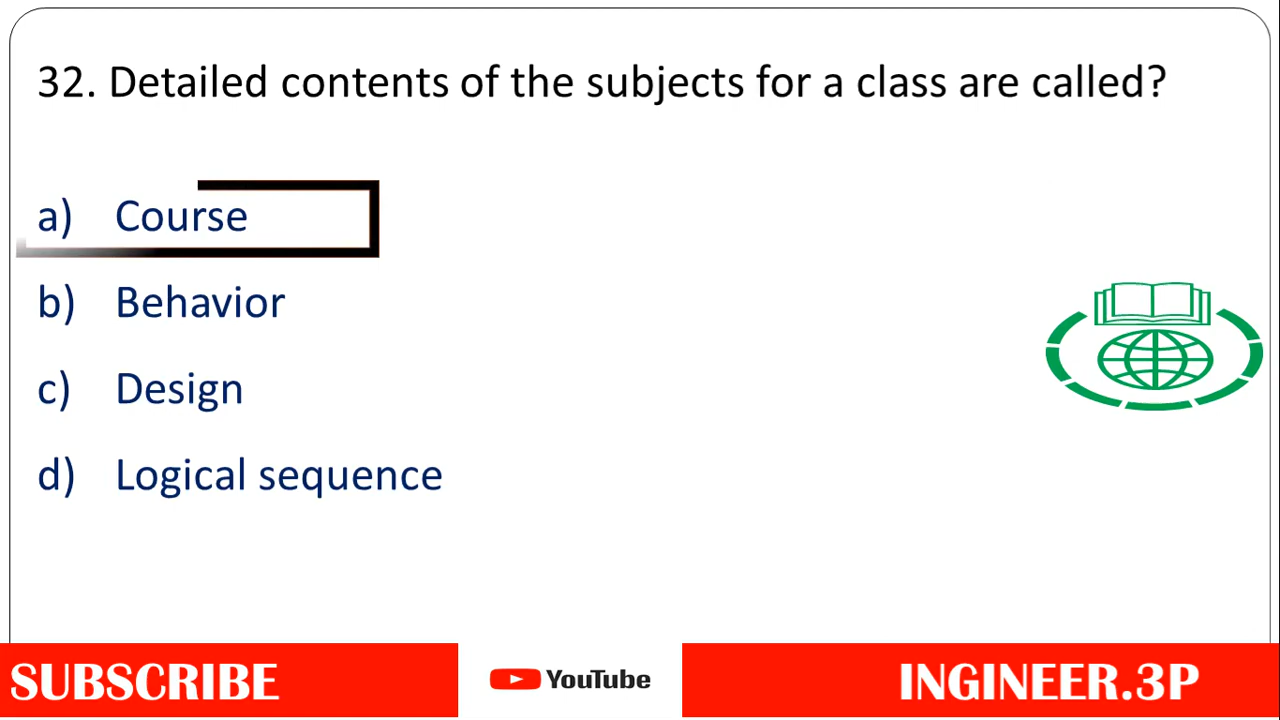 32. Detailed contents of the subjects for a class are called?
a) Course
b) Behavior
c) Design
d) Logical sequence
SUBSCRIBE YouTube INGINEER.3P